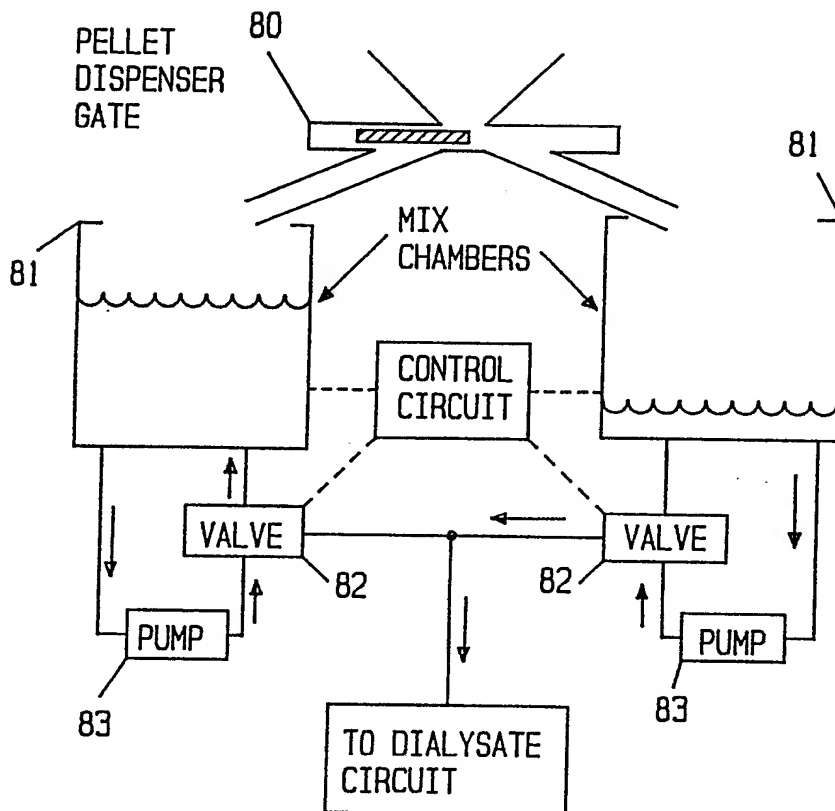 80
PELLET
DISPENSER
GATE
81
81
MIX
CHAMBERS
CONTROL
CIRCUIT
VALVE
VALVE
82
82
PUMP
PUMP
83
83
TO DIALYSATE
CIRCUIT